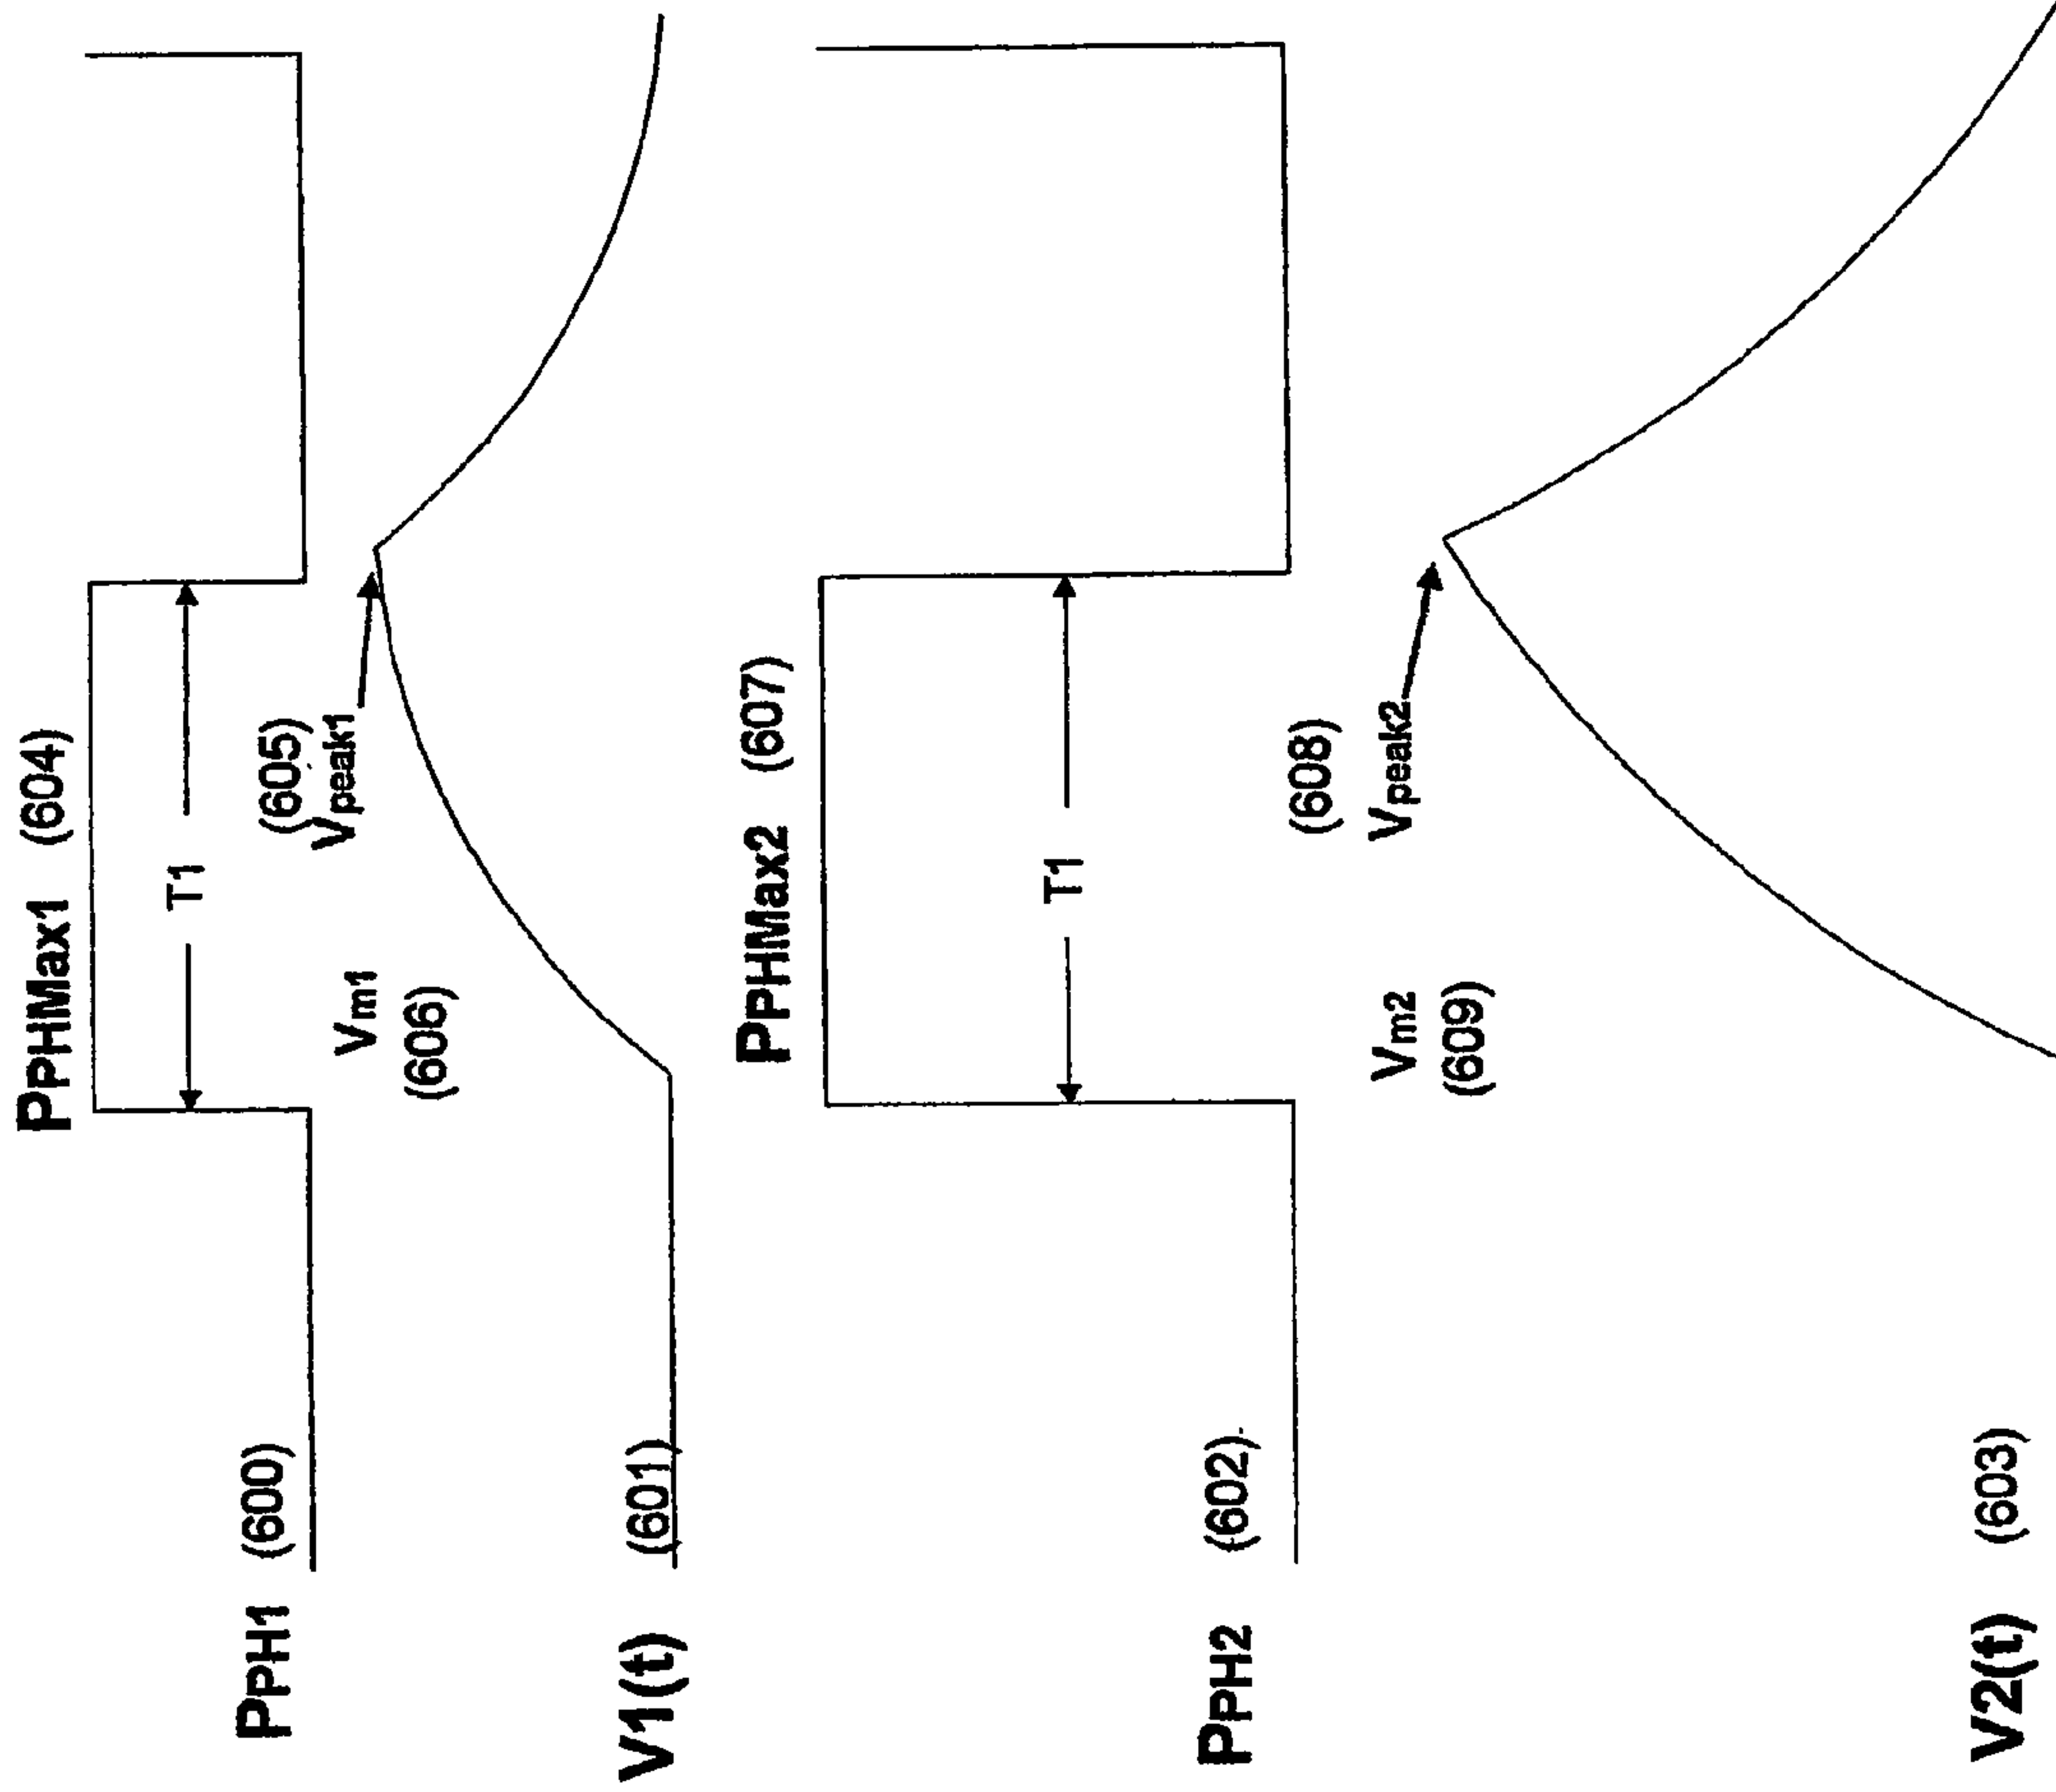 PPHMax1 (604)
T1
PPH1 (600)
(605)
Vpeak1
Vm1
(606)
V1(t) (601)
PPHMax2 (607)
T1
PPH2 (602)
(608)
Vpeak2
Vm2
(609)
V2(t) (603)